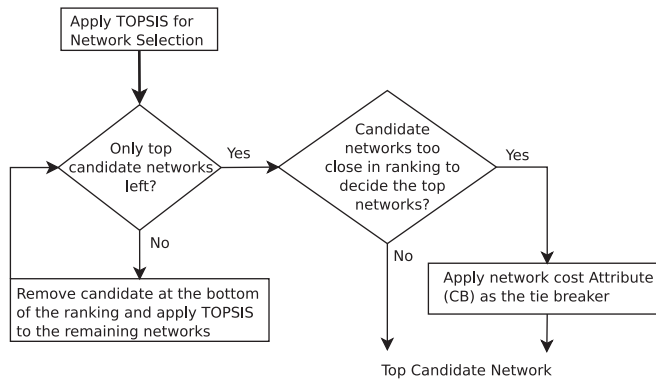 Apply TOPSIS for
Network Selection
Only top
candidate networks
left?
Yes
No
Remove candidate at the bottom
of the ranking and apply TOPSIS
to the remaining networks
Candidate
networks too
close in ranking to
decide the top
networks?
Yes
No
Apply network cost Attribute
(CB) as the tie breaker
Top Candidate Network